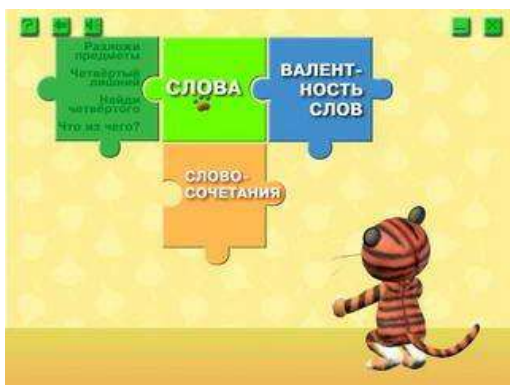 Разложи
предметы
Четвёртый
лишний
Найди
четвёртого
Что из чего?
СЛОВА
ВАЛЕНТ-
НОСТЬ
СЛОВ
СЛОВО-
СОЧЕТАНИЯ